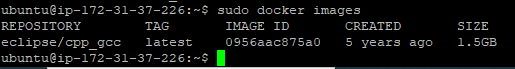 ubuntu@ip-172-31-37-226:~$ sudo docker images
REPOSITORY TAG IMAGE ID CREATED SIZE
eclipse/cpp_gcc latest 0956aac875a0 5 years ago 1.5GB
ubuntu@ip-172-31-37-226:~$